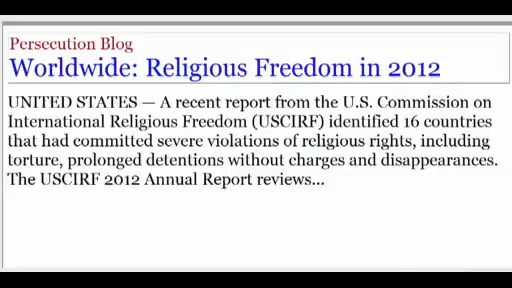 Persecution Blog
Worldwide: Religious Freedom in 2012
UNITED STATES — A recent report from the U.S. Commission on
International Religious Freedom (USCIRF) identified 16 countries
that had committed severe violations of religious rights, including
torture, prolonged detentions without charges and disappearances.
The USCIRF 2012 Annual Report reviews...